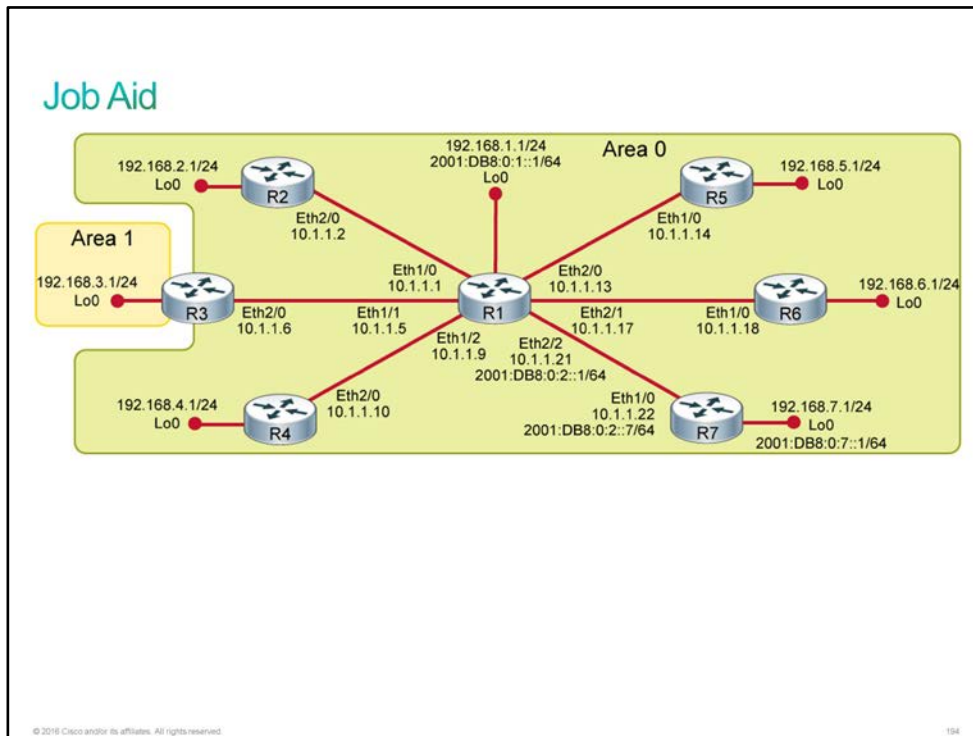 Job Aid
192.168.1.1/24
2001:DB8:0:1::1/64
Lo0
Area 0
192.168.2.1/24
Lo0
R2
Eth2/0
10.1.1.2
192.168.5.1/24
Lo0
R5
Eth1/0
10.1.1.14
Area 1
192.168.3.1/24
Lo0
R3
Eth2/0
10.1.1.6
Eth1/0
10.1.1.1
Eth1/1
10.1.1.5
R1
Eth2/0
10.1.1.13
Eth2/1
10.1.1.17
Eth1/0
10.1.1.18
R6
192.168.6.1/24
Lo0
Eth1/2
10.1.1.9
Eth2/2
10.1.1.21
2001:DB8:0:2::1/64
192.168.4.1/24
Lo0
R4
Eth2/0
10.1.1.10
Eth1/0
10.1.1.22
2001:DB8:0:2::7/64
R7
192.168.7.1/24
Lo0
2001:DB8:0:7::1/64
© 2016 Cisco and/or its affiliates. All rights reserved.
194